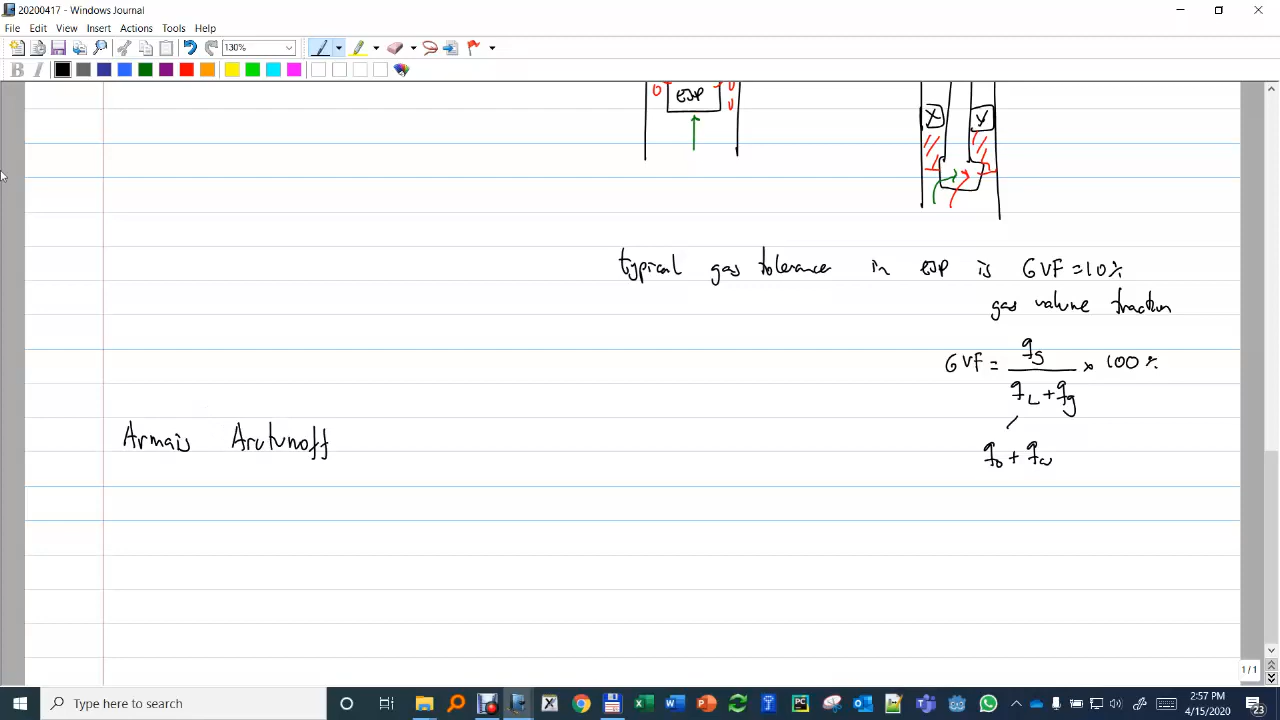 20200417 - Windows Journal
File Edit View Insert Actions Tools Help
130%
B I
ESP
typical gas tolerance in ESP is GVF = 10%
gas volume fraction
GVF = qg / (qL + qg) × 100%
qo + qw
Armais Arutunoff
1/1
Type here to search
2:57 PM
4/15/2020
23